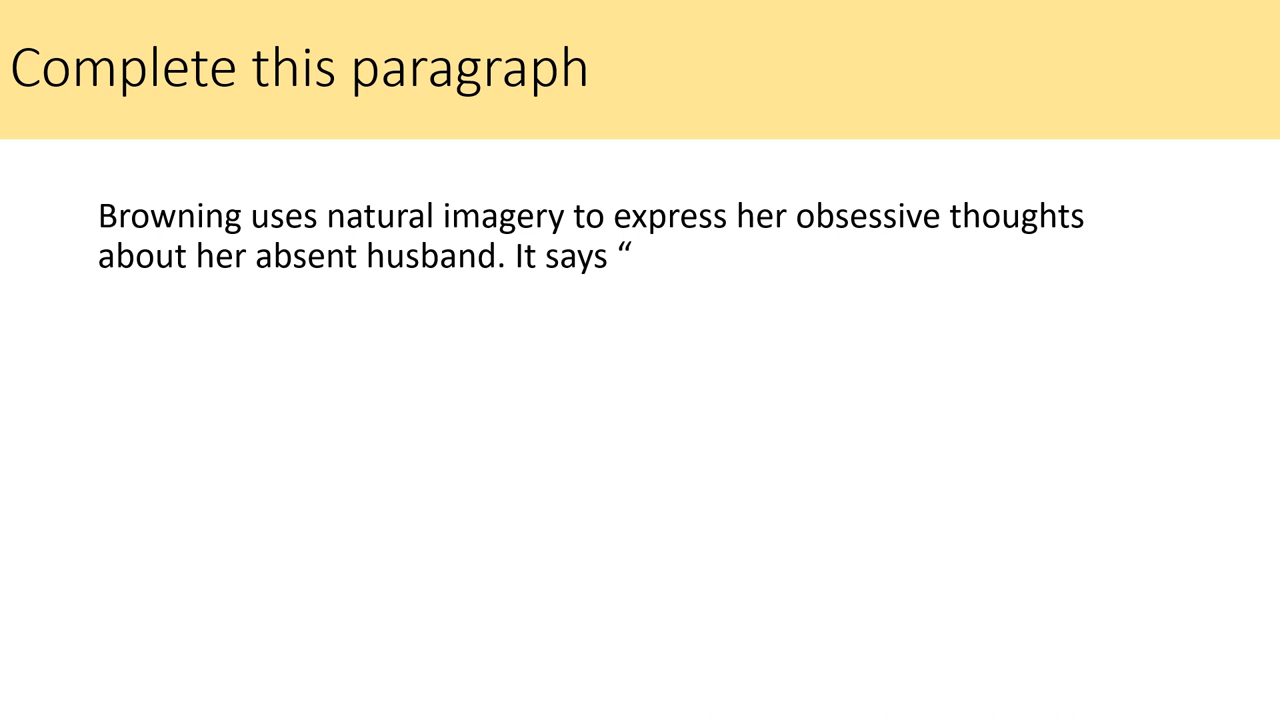 Complete this paragraph
Browning uses natural imagery to express her obsessive thoughts
about her absent husband. It says “